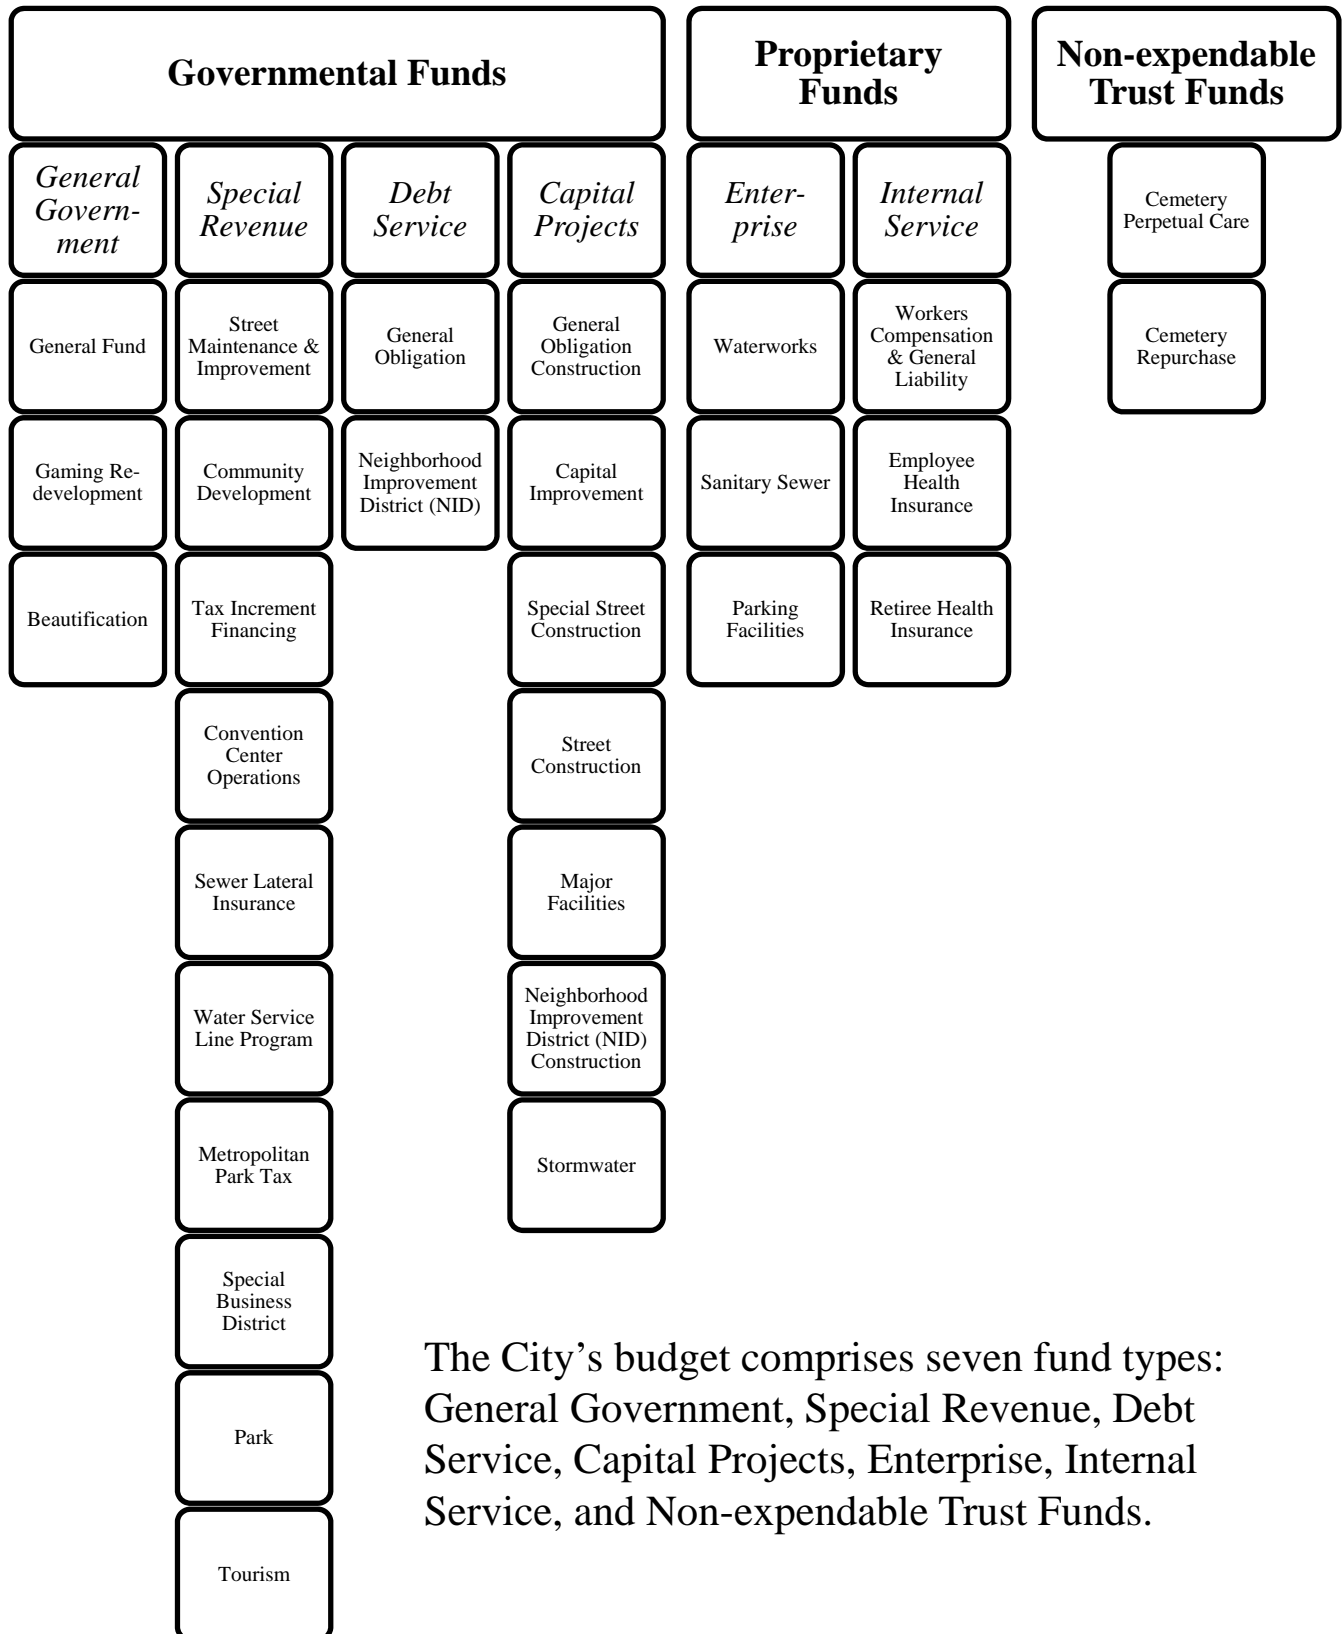 Governmental Funds
Proprietary
Funds
Non-expendable
Trust Funds
General
Govern-
ment
Special
Revenue
Debt
Service
Capital
Projects
Enter-
prise
Internal
Service
Cemetery
Perpetual Care
General Fund
Street
Maintenance &
Improvement
General
Obligation
General
Obligation
Construction
Waterworks
Workers
Compensation
& General
Liability
Cemetery
Repurchase
Gaming Re-
development
Community
Development
Neighborhood
Improvement
District (NID)
Capital
Improvement
Sanitary Sewer
Employee
Health
Insurance
Beautification
Tax Increment
Financing
Special Street
Construction
Parking
Facilities
Retiree Health
Insurance
Convention
Center
Operations
Street
Construction
Sewer Lateral
Insurance
Major
Facilities
Water Service
Line Program
Neighborhood
Improvement
District (NID)
Construction
Metropolitan
Park Tax
Stormwater
Special
Business
District
Park
Tourism
The City’s budget comprises seven fund types:
General Government, Special Revenue, Debt
Service, Capital Projects, Enterprise, Internal
Service, and Non-expendable Trust Funds.